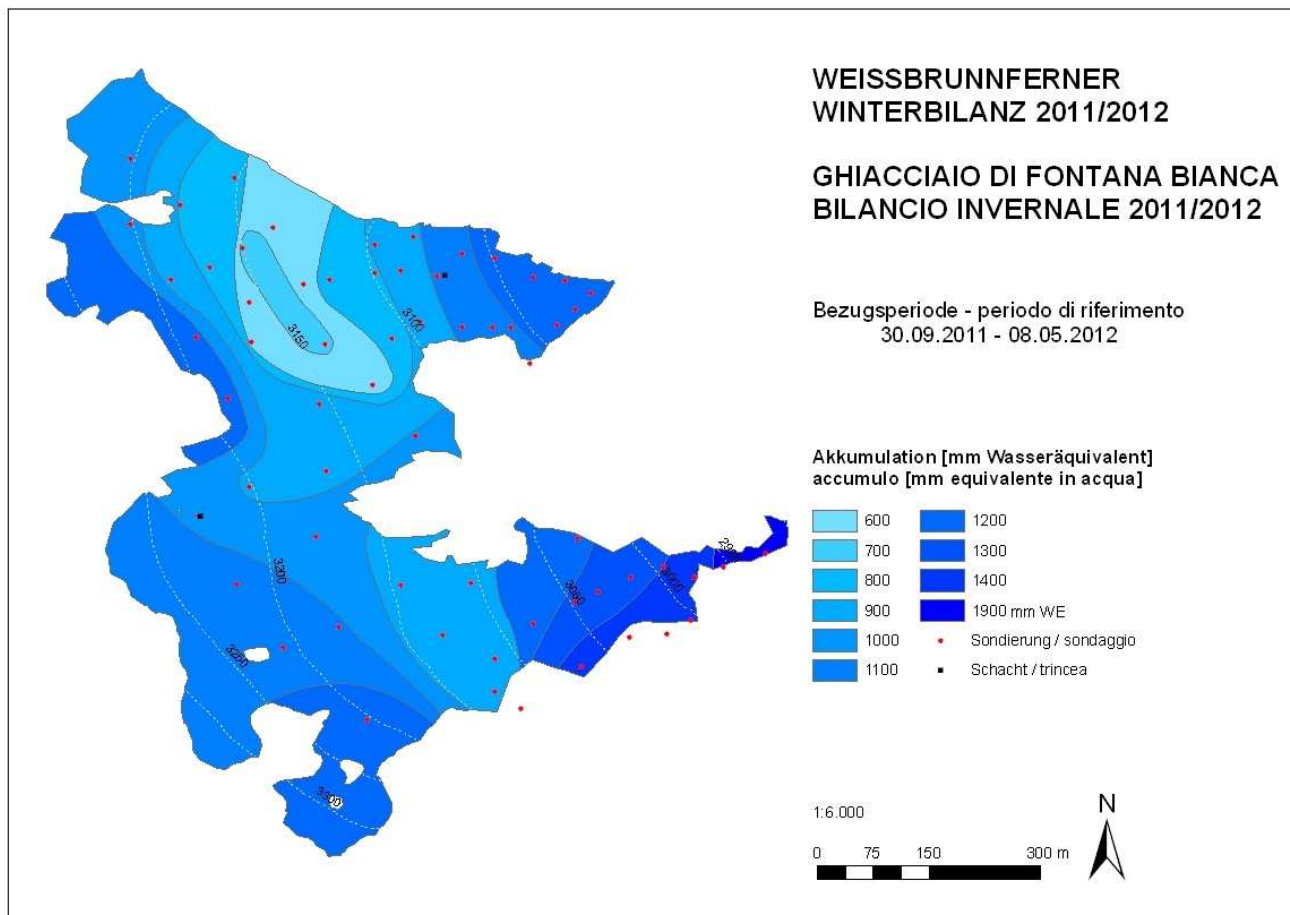 WEISSBRUNNFERNER
WINTERBILANZ 2011/2012
GHIACCIAIO DI FONTANA BIANCA
BILANCIO INVERNALE 2011/2012
Bezugsperiode - periodo di riferimento
30.09.2011 - 08.05.2012
Akkumulation [mm Wasseräquivalent]
accumulo [mm equivalente in acqua]
600
700
800
900
1000
1100
1200
1300
1400
1900 mm WE
Sondierung / sondaggio
Schacht / trincea
1:6.000
0 75 150 300 m
N
3100
3150
3200
3250
3300
3050
3000